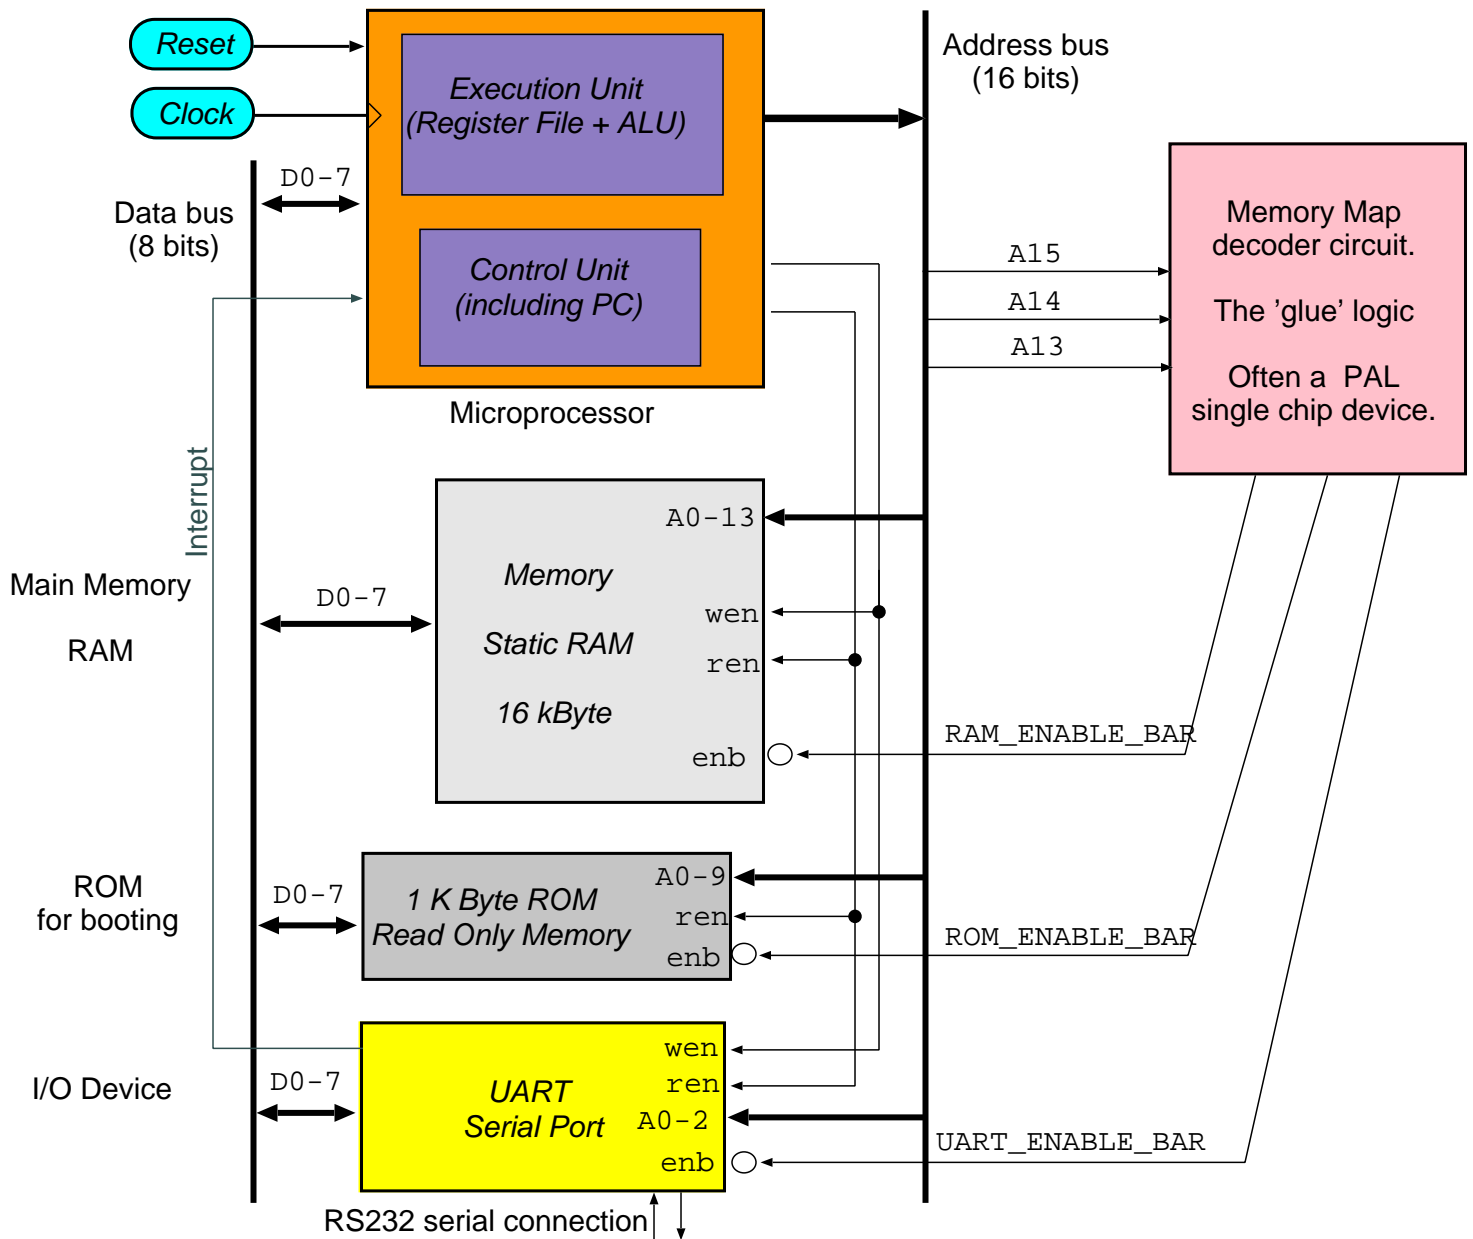 Reset
Clock
Execution Unit
(Register File + ALU)
Address bus
(16 bits)
D0-7
Data bus
(8 bits)
Control Unit
(including PC)
Microprocessor
A15
A14
A13
Memory Map
decoder circuit.
The 'glue' logic
Often a PAL
single chip device.
Interrupt
Main Memory
RAM
D0-7
A0-13
Memory
Static RAM
16 kByte
wen
ren
enb
RAM_ENABLE_BAR
ROM
for booting
D0-7
1 K Byte ROM
Read Only Memory
A0-9
ren
enb
ROM_ENABLE_BAR
I/O Device
D0-7
UART
Serial Port
wen
ren
A0-2
enb
UART_ENABLE_BAR
RS232 serial connection